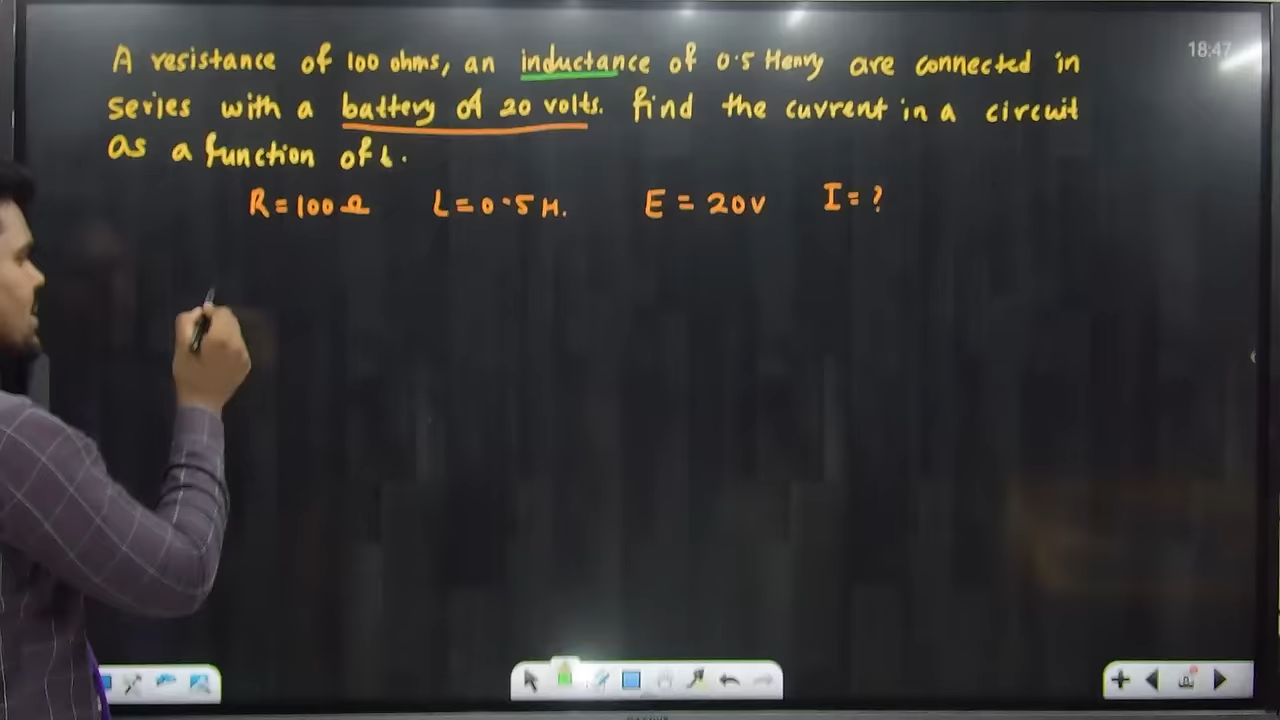 18:47
A resistance of 100 ohms, an inductance of 0.5 Henry are connected in
series with a battery of 20 volts. find the current in a circuit
as a function of t.
R = 100 Ω L = 0.5 H. E = 20 V I = ?